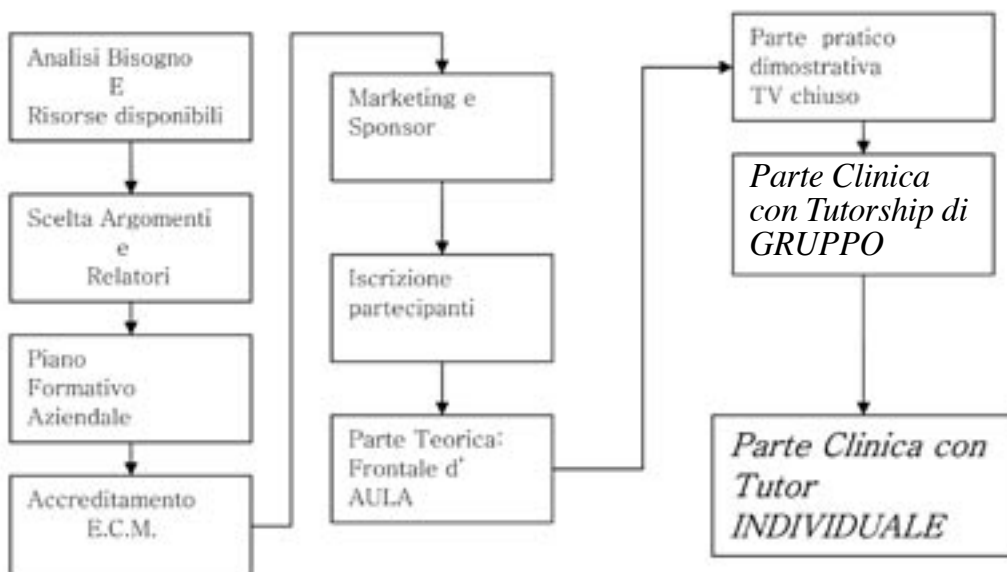 Analisi Bisogno
E
Risorse disponibili
Scelta Argomenti
e
Relatori
Piano
Formativo
Aziendale
Accreditamento
E.C.M.
Marketing e
Sponsor
Iscrizione
partecipanti
Parte Teorica:
Frontale d'
AULA
Parte pratico
dimostrativa
TV chiuso
Parte Clinica
con Tutorship di
GRUPPO
Parte Clinica con
Tutor
INDIVIDUALE